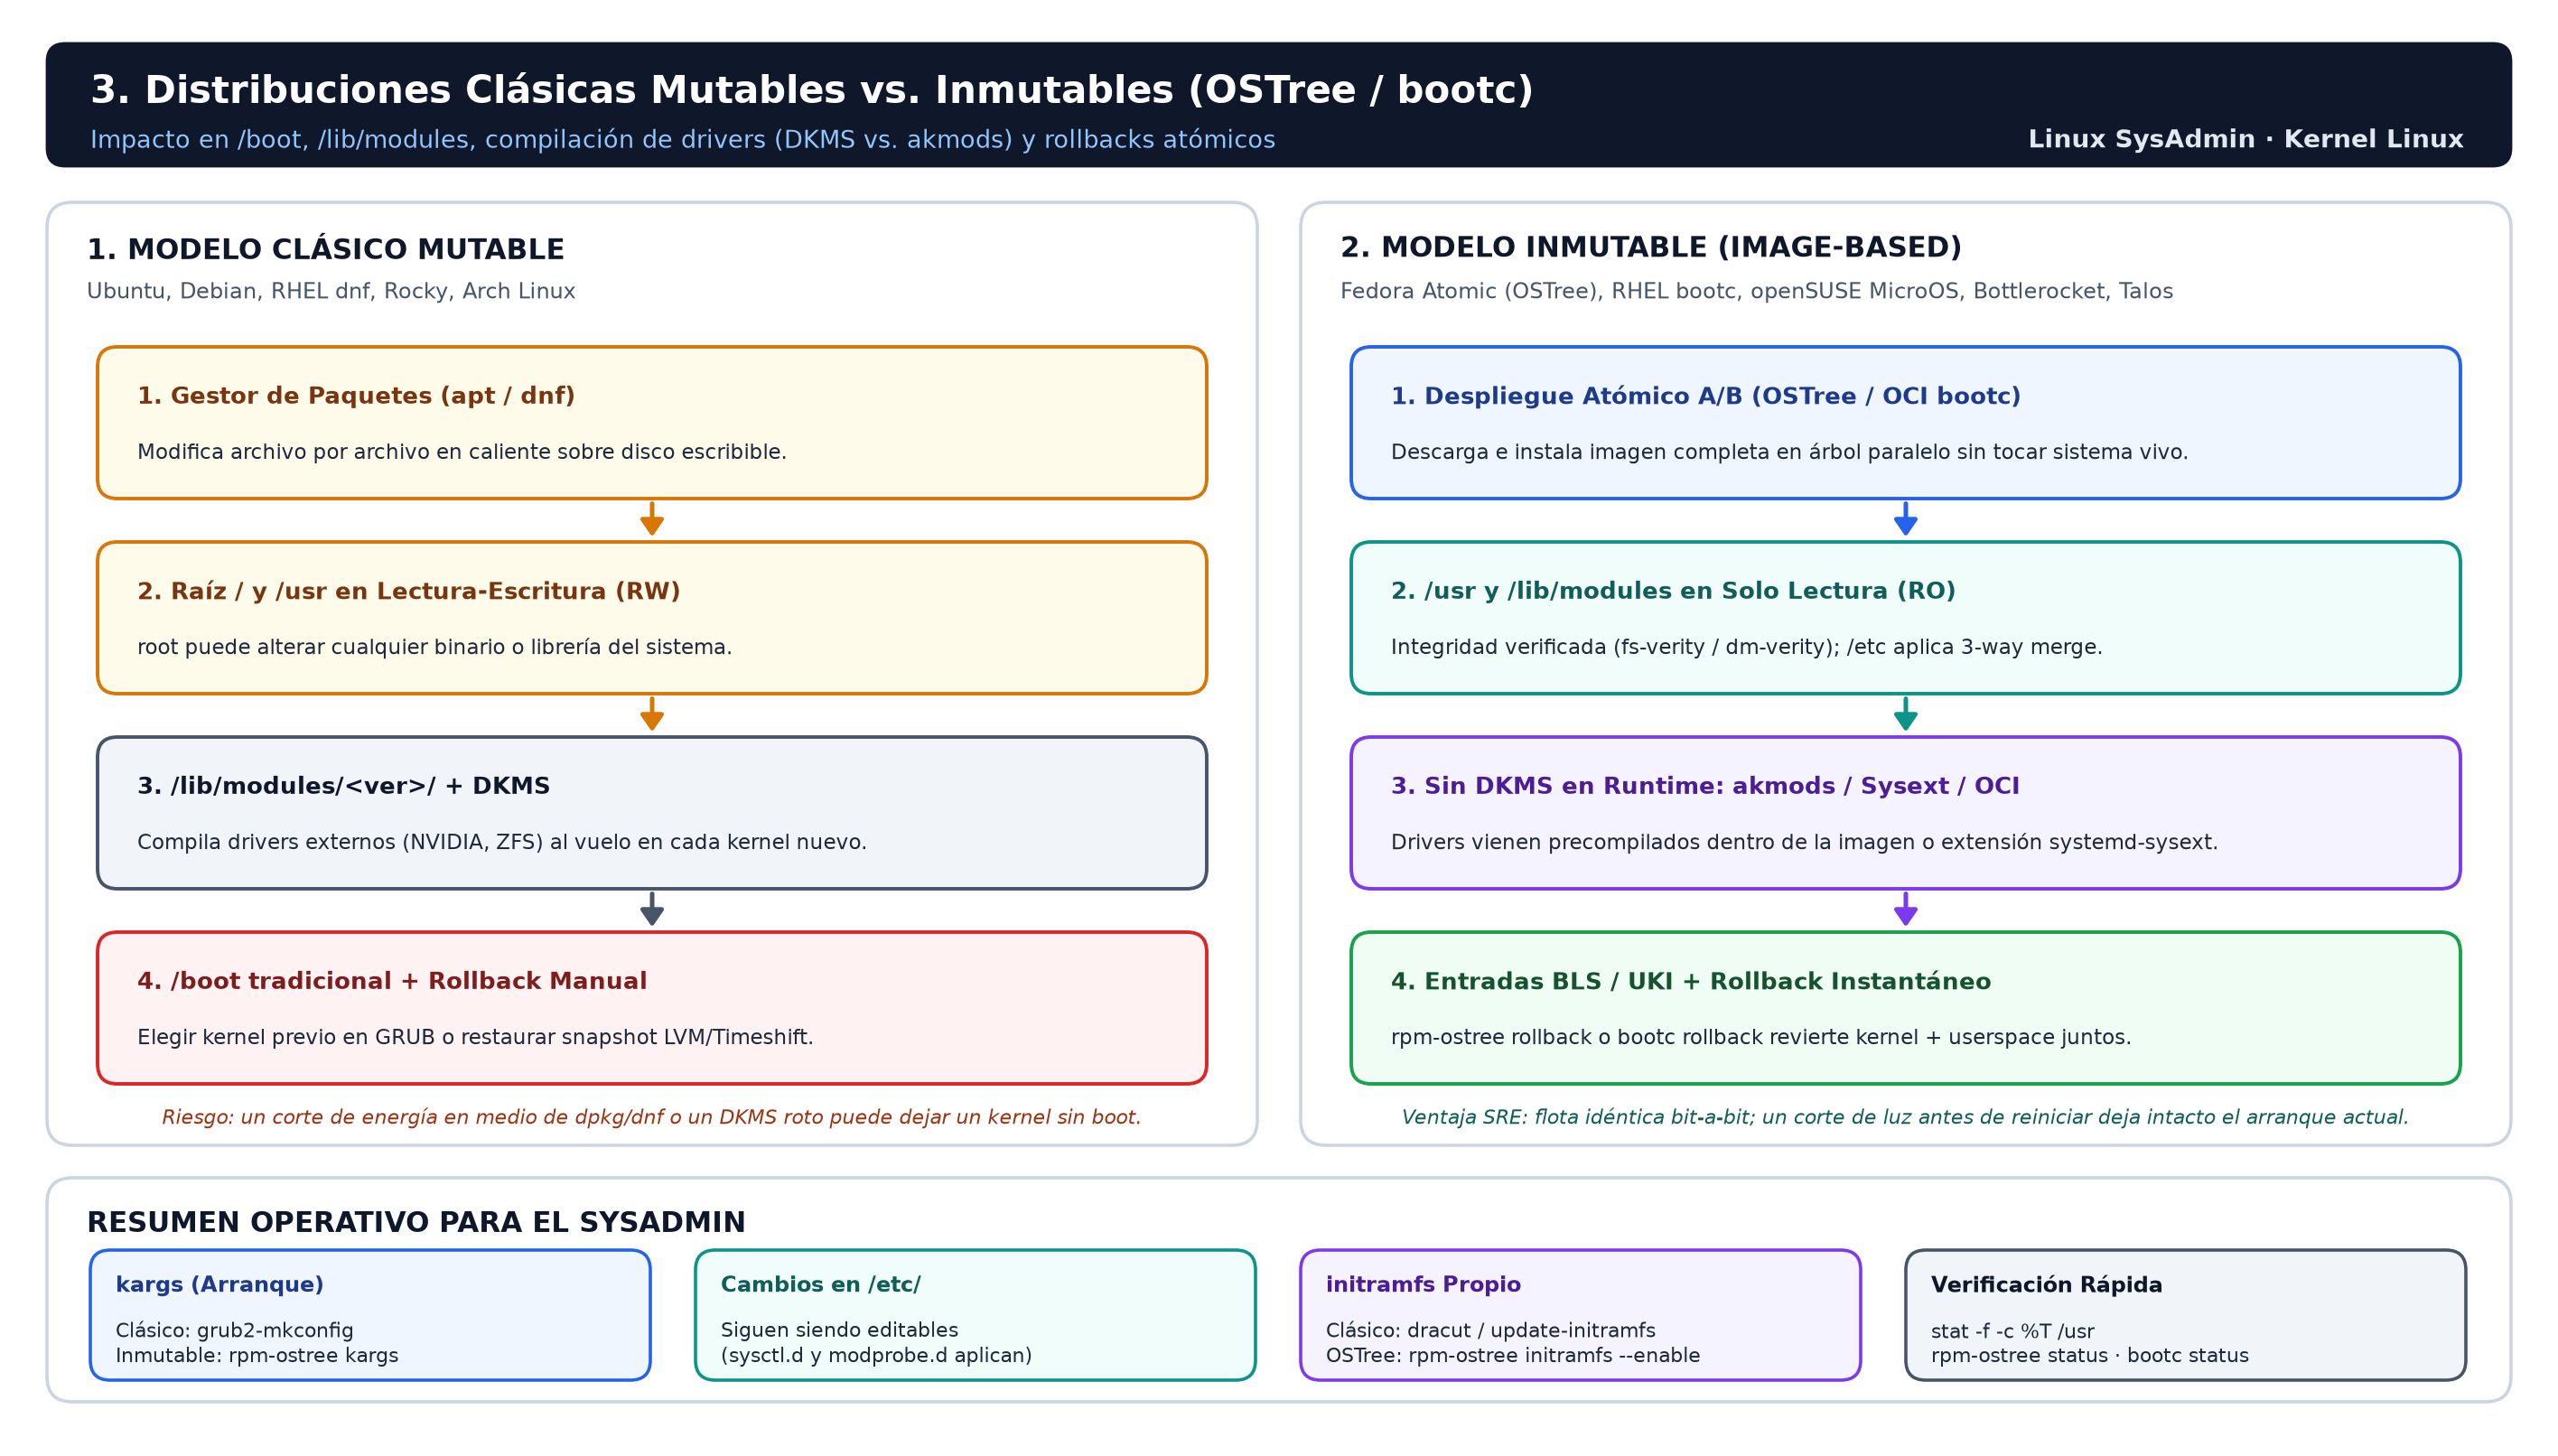 3. Distribuciones Clásicas Mutables vs. Inmutables (OSTree / bootc)
Impacto en /boot, /lib/modules, compilación de drivers (DKMS vs. akmods) y rollbacks atómicos
Linux SysAdmin · Kernel Linux
1. MODELO CLÁSICO MUTABLE
Ubuntu, Debian, RHEL dnf, Rocky, Arch Linux
1. Gestor de Paquetes (apt / dnf)
Modifica archivo por archivo en caliente sobre disco escribible.
2. Raíz / y /usr en Lectura-Escritura (RW)
root puede alterar cualquier binario o librería del sistema.
3. /lib/modules/<ver>/ + DKMS
Compila drivers externos (NVIDIA, ZFS) al vuelo en cada kernel nuevo.
4. /boot tradicional + Rollback Manual
Elegir kernel previo en GRUB o restaurar snapshot LVM/Timeshift.
Riesgo: un corte de energía en medio de dpkg/dnf o un DKMS roto puede dejar un kernel sin boot.
2. MODELO INMUTABLE (IMAGE-BASED)
Fedora Atomic (OSTree), RHEL bootc, openSUSE MicroOS, Bottlerocket, Talos
1. Despliegue Atómico A/B (OSTree / OCI bootc)
Descarga e instala imagen completa en árbol paralelo sin tocar sistema vivo.
2. /usr y /lib/modules en Solo Lectura (RO)
Integridad verificada (fs-verity / dm-verity); /etc aplica 3-way merge.
3. Sin DKMS en Runtime: akmods / Sysext / OCI
Drivers vienen precompilados dentro de la imagen o extensión systemd-sysext.
4. Entradas BLS / UKI + Rollback Instantáneo
rpm-ostree rollback o bootc rollback revierte kernel + userspace juntos.
Ventaja SRE: flota idéntica bit-a-bit; un corte de luz antes de reiniciar deja intacto el arranque actual.
RESUMEN OPERATIVO PARA EL SYSADMIN
kargs (Arranque)
Clásico: grub2-mkconfig
Inmutable: rpm-ostree kargs
Cambios en /etc/
Siguen siendo editables
(sysctl.d y modprobe.d aplican)
initramfs Propio
Clásico: dracut / update-initramfs
OSTree: rpm-ostree initramfs --enable
Verificación Rápida
stat -f -c %T /usr
rpm-ostree status · bootc status